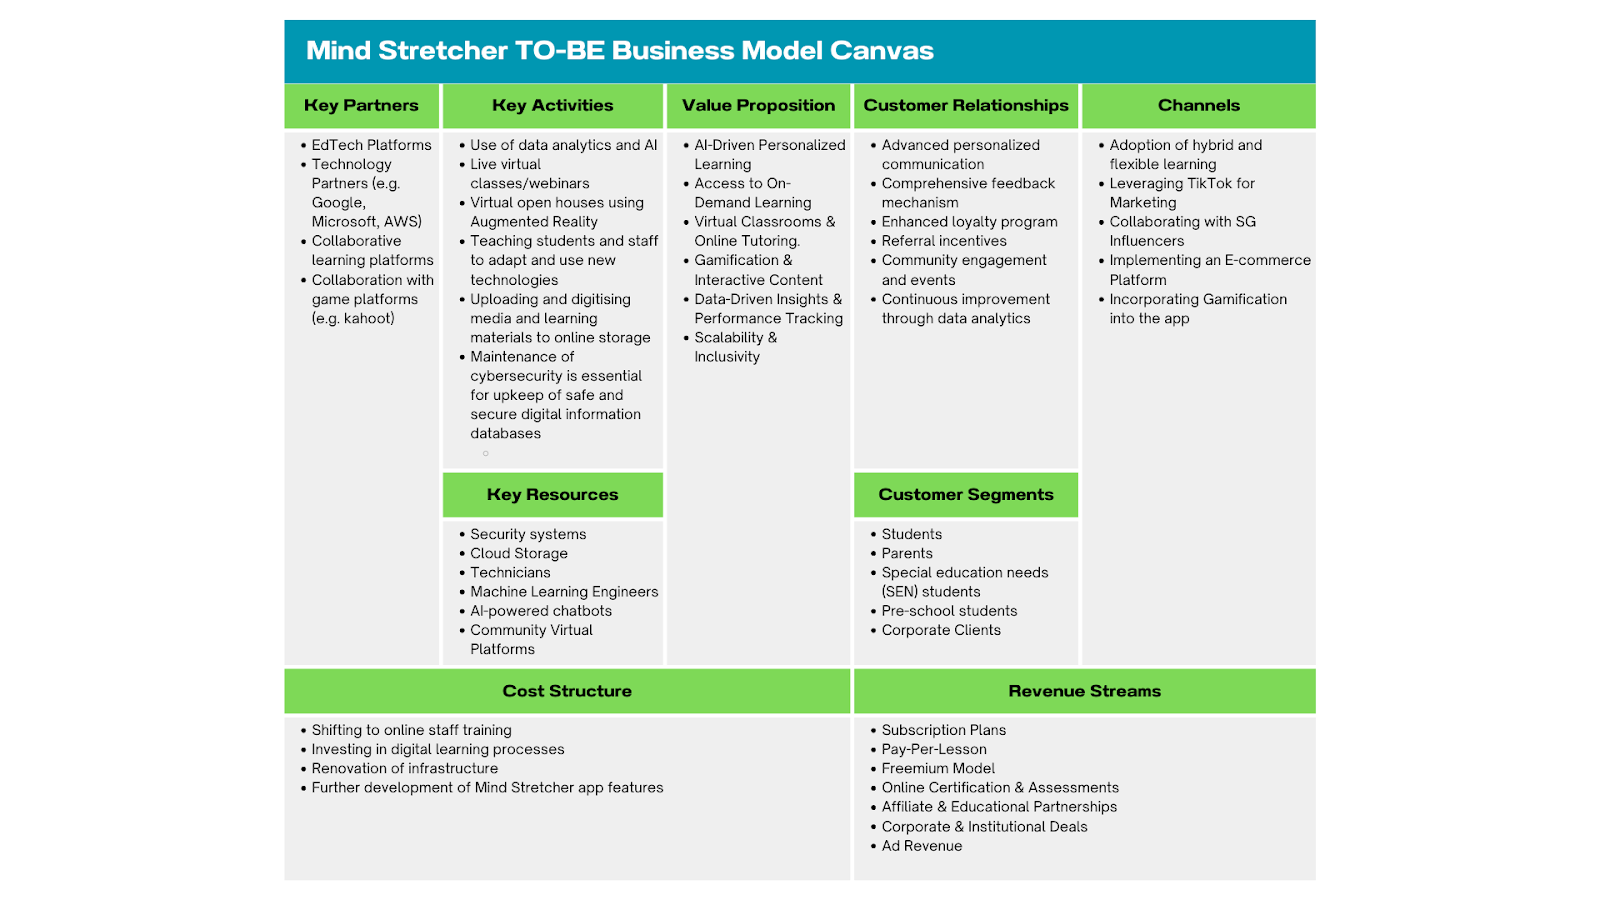 Mind Stretcher TO-BE Business Model Canvas
Key Partners
• EdTech Platforms
• Technology
Partners (e.g.
Google,
Microsoft, AWS)
• Collaborative
learning platforms
• Collaboration with
game platforms
(e.g. kahoot)
Key Activities
• Use of data analytics and AI
• Live virtual
classes/webinars
• Virtual open houses using
Augmented Reality
• Teaching students and staff
to adapt and use new
technologies
• Uploading and digitising
media and learning
materials to online storage
• Maintenance of
cybersecurity is essential
for upkeep of safe and
secure digital information
databases
Key Resources
• Security systems
• Cloud Storage
• Technicians
• Machine Learning Engineers
• AI-powered chatbots
• Community Virtual
Platforms
Value Proposition
• AI-Driven Personalized
Learning
• Access to On-
Demand Learning
• Virtual Classrooms &
Online Tutoring.
• Gamification &
Interactive Content
• Data-Driven Insights &
Performance Tracking
• Scalability &
Inclusivity
Customer Relationships
• Advanced personalized
communication
• Comprehensive feedback
mechanism
• Enhanced loyalty program
• Referral incentives
• Community engagement
and events
• Continuous improvement
through data analytics
Customer Segments
• Students
• Parents
• Special education needs
(SEN) students
• Pre-school students
• Corporate Clients
Channels
• Adoption of hybrid and
flexible learning
• Leveraging TikTok for
Marketing
• Collaborating with SG
Influencers
• Implementing an E-commerce
Platform
• Incorporating Gamification
into the app
Cost Structure
• Shifting to online staff training
• Investing in digital learning processes
• Renovation of infrastructure
• Further development of Mind Stretcher app features
Revenue Streams
• Subscription Plans
• Pay-Per-Lesson
• Freemium Model
• Online Certification & Assessments
• Affiliate & Educational Partnerships
• Corporate & Institutional Deals
• Ad Revenue